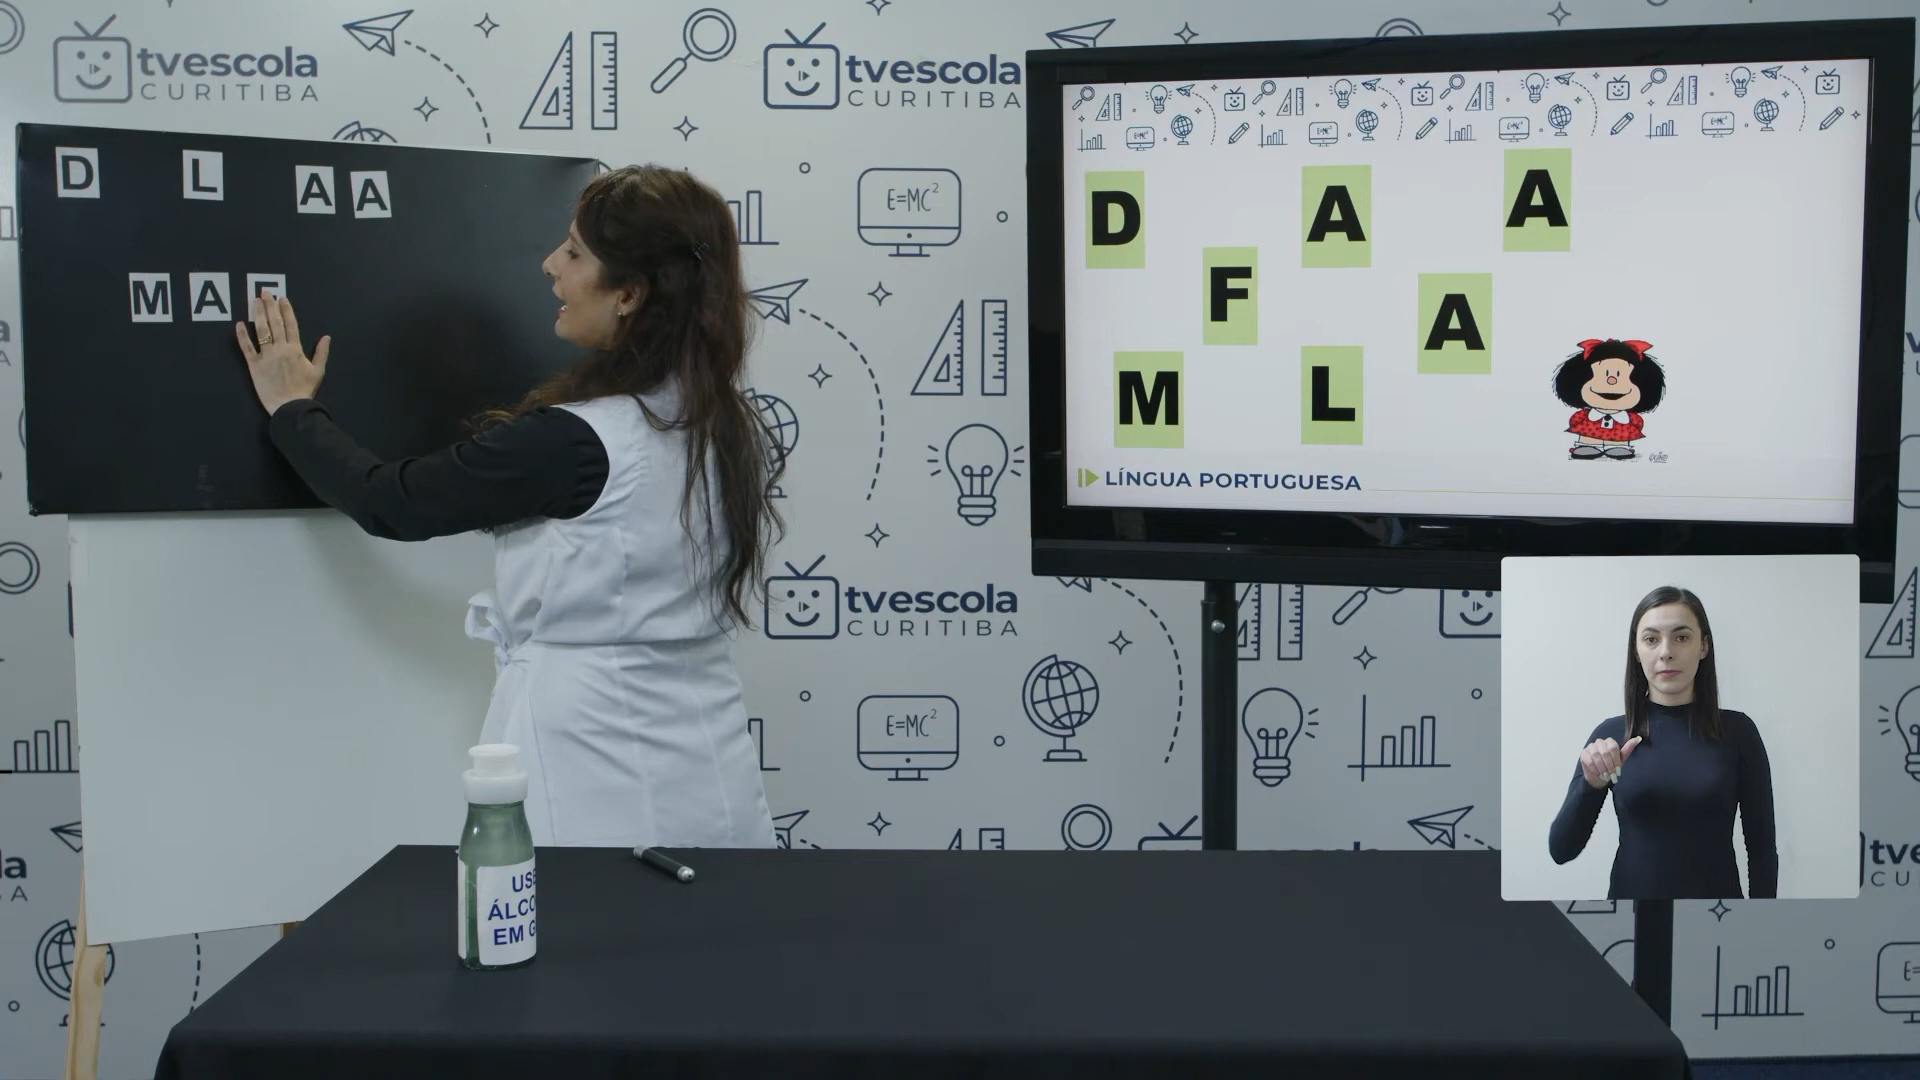 tvescola
CURITIBA
tvescola
CURITIBA
D L A A
M A F
E=MC²
D A A
F A
M L
LÍNGUA PORTUGUESA
tvescola
CURITIBA
E=MC²
USE
ÁLCO
EM G